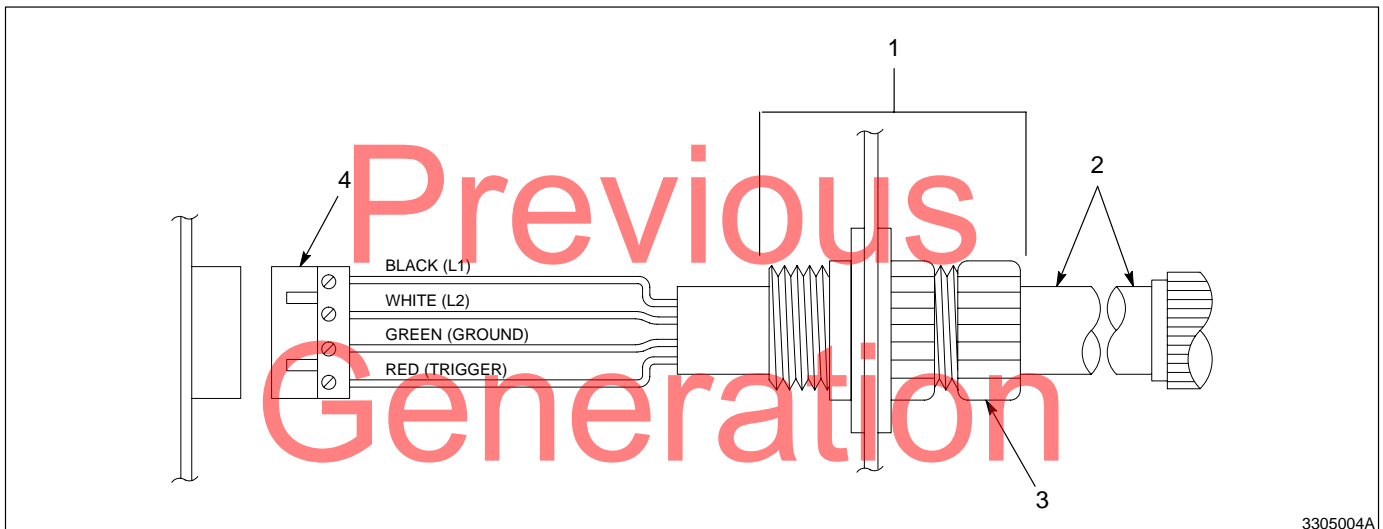 1
2
4
Previous
BLACK (L1)
WHITE (L2)
GREEN (GROUND)
RED (TRIGGER)
Generation
3
3305004A